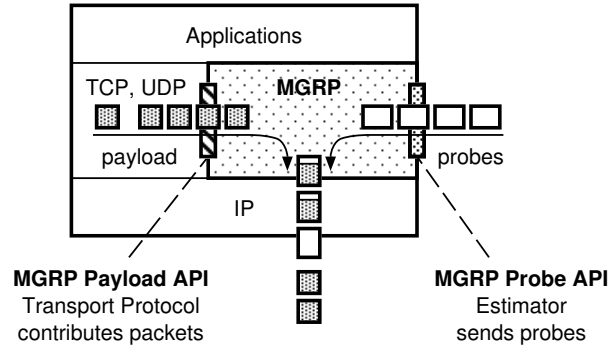 Applications
TCP, UDP
MGRP
payload
probes
IP
MGRP Payload API
Transport Protocol
contributes packets
MGRP Probe API
Estimator
sends probes